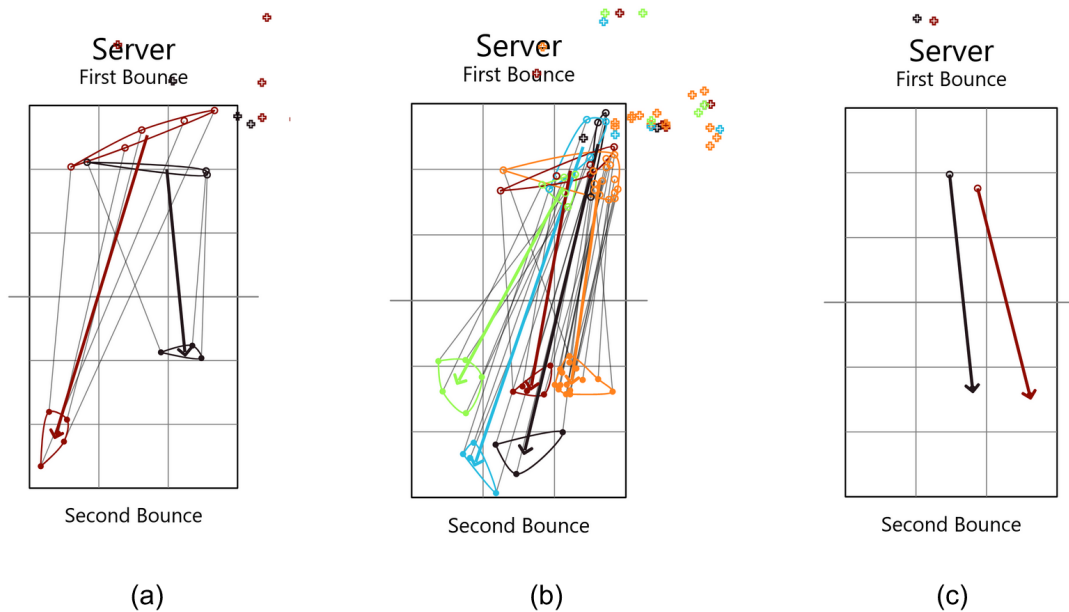 Server
First Bounce
Second Bounce
(a)
Server
First Bounce
Second Bounce
(b)
Server
First Bounce
Second Bounce
(c)